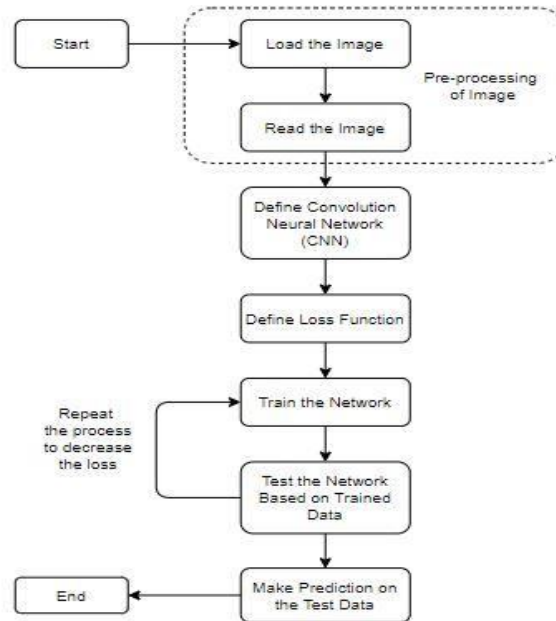 Start
Load the Image
Pre-processing
of Image
Read the Image
Define Convolution
Neural Network
(CNN)
Define Loss Function
Train the Network
Repeat
the process
to decrease
the loss
Test the Network
Based on Trained
Data
Make Prediction on
the Test Data
End